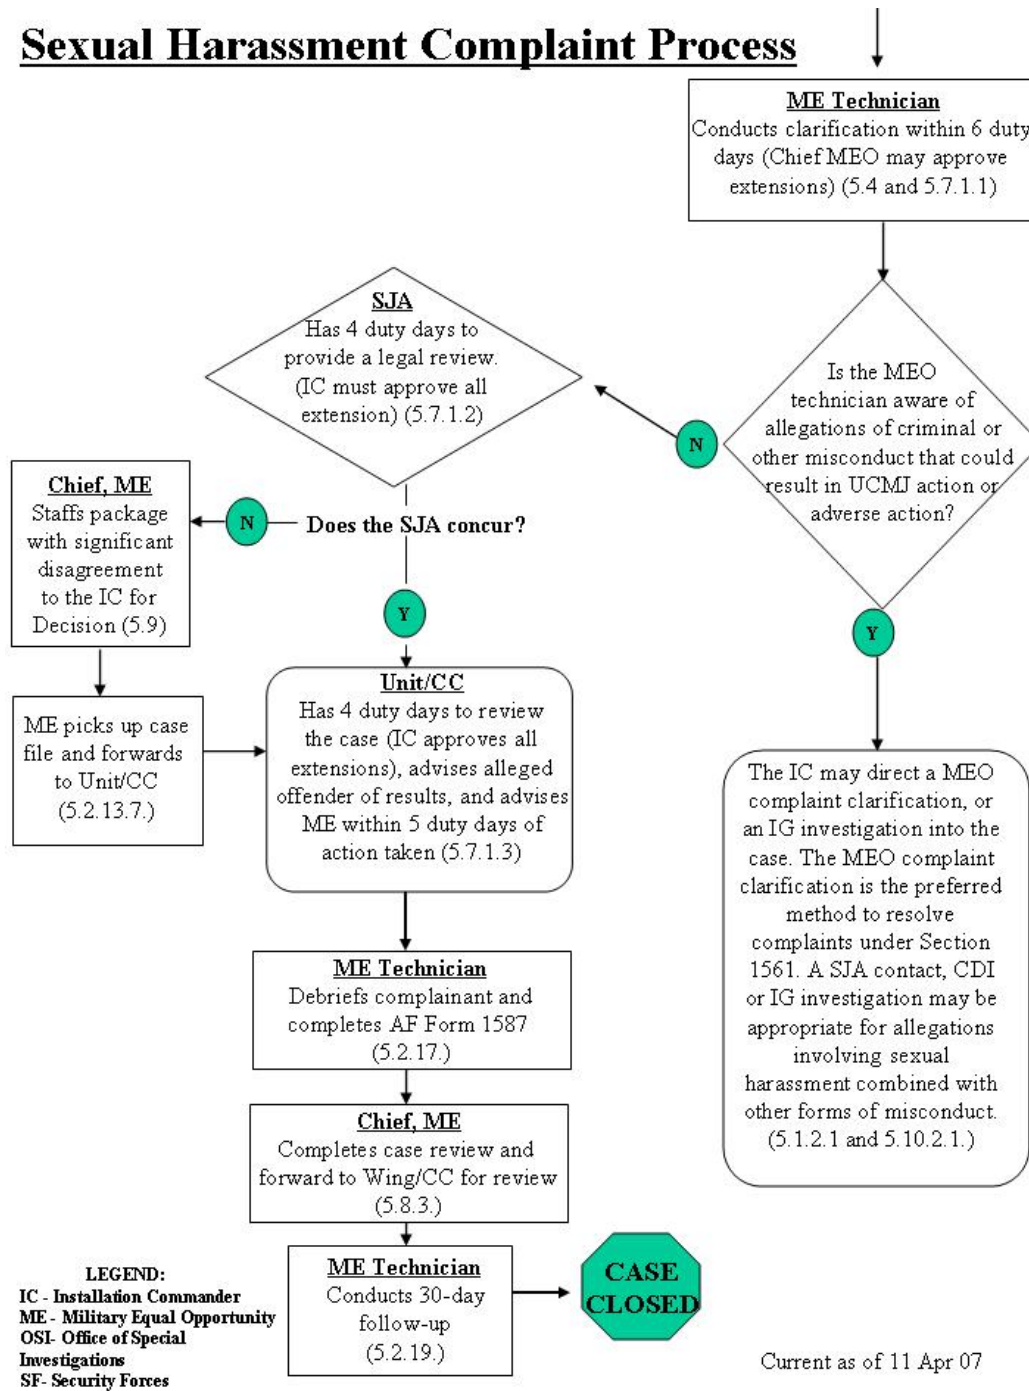 Sexual Harassment Complaint Process
ME Technician
Conducts clarification within 6 duty
days (Chief MEO may approve
extensions) (5.4 and 5.7.1.1)
SJA
Has 4 duty days to
provide a legal review.
(IC must approve all
extension) (5.7.1.2)
Is the MEO
technician aware of
allegations of criminal or
other misconduct that could
result in UCMJ action or
adverse action?
N
Chief, ME
Staffs package
with significant
disagreement
to the IC for
Decision (5.9)
N
Does the SJA concur?
Y
Y
ME picks up case
file and forwards
to Unit/CC
(5.2.13.7.)
Unit/CC
Has 4 duty days to review
the case (IC approves all
extensions), advises alleged
offender of results, and advises
ME within 5 duty days of
action taken (5.7.1.3)
The IC may direct a MEO
complaint clarification, or
an IG investigation into the
case. The MEO complaint
clarification is the preferred
method to resolve
complaints under Section
1561. A SJA contact, CDI
or IG investigation may be
appropriate for allegations
involving sexual
harassment combined with
other forms of misconduct.
(5.1.2.1 and 5.10.2.1.)
ME Technician
Debriefs complainant and
completes AF Form 1587
(5.2.17.)
Chief, ME
Completes case review and
forward to Wing/CC for review
(5.8.3.)
ME Technician
Conducts 30-day
follow-up
(5.2.19.)
CASE
CLOSED
LEGEND:
IC - Installation Commander
ME - Military Equal Opportunity
OSI- Office of Special
Investigations
SF- Security Forces
Current as of 11 Apr 07